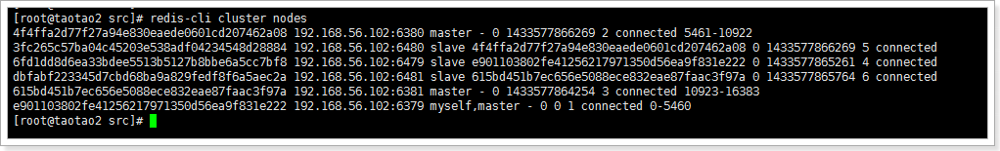 [root@taotao2 src]# redis-cli cluster nodes
4f4ffa2d77f27a94e830eaede0601cd207462a08 192.168.56.102:6380 master - 0 1433577866269 2 connected 5461-10922
3fc265c57ba04c45203e538adf04234548d28884 192.168.56.102:6480 slave 4f4ffa2d77f27a94e830eaede0601cd207462a08 0 1433577866269 5 connected
6fd1dd8d6ea33bdee5513b5127b8bbe6a5cc7bf8 192.168.56.102:6479 slave e901103802fe41256217971350d56ea9f831e222 0 1433577865261 4 connected
dbfabf223345d7cbd68ba9a829fedf8f6a5aec2a 192.168.56.102:6481 slave 615bd451b7ec656e5088ece832eae87faac3f97a 0 1433577865764 6 connected
615bd451b7ec656e5088ece832eae87faac3f97a 192.168.56.102:6381 master - 0 1433577864254 3 connected 10923-16383
e901103802fe41256217971350d56ea9f831e222 192.168.56.102:6379 myself,master - 0 0 1 connected 0-5460
[root@taotao2 src]#